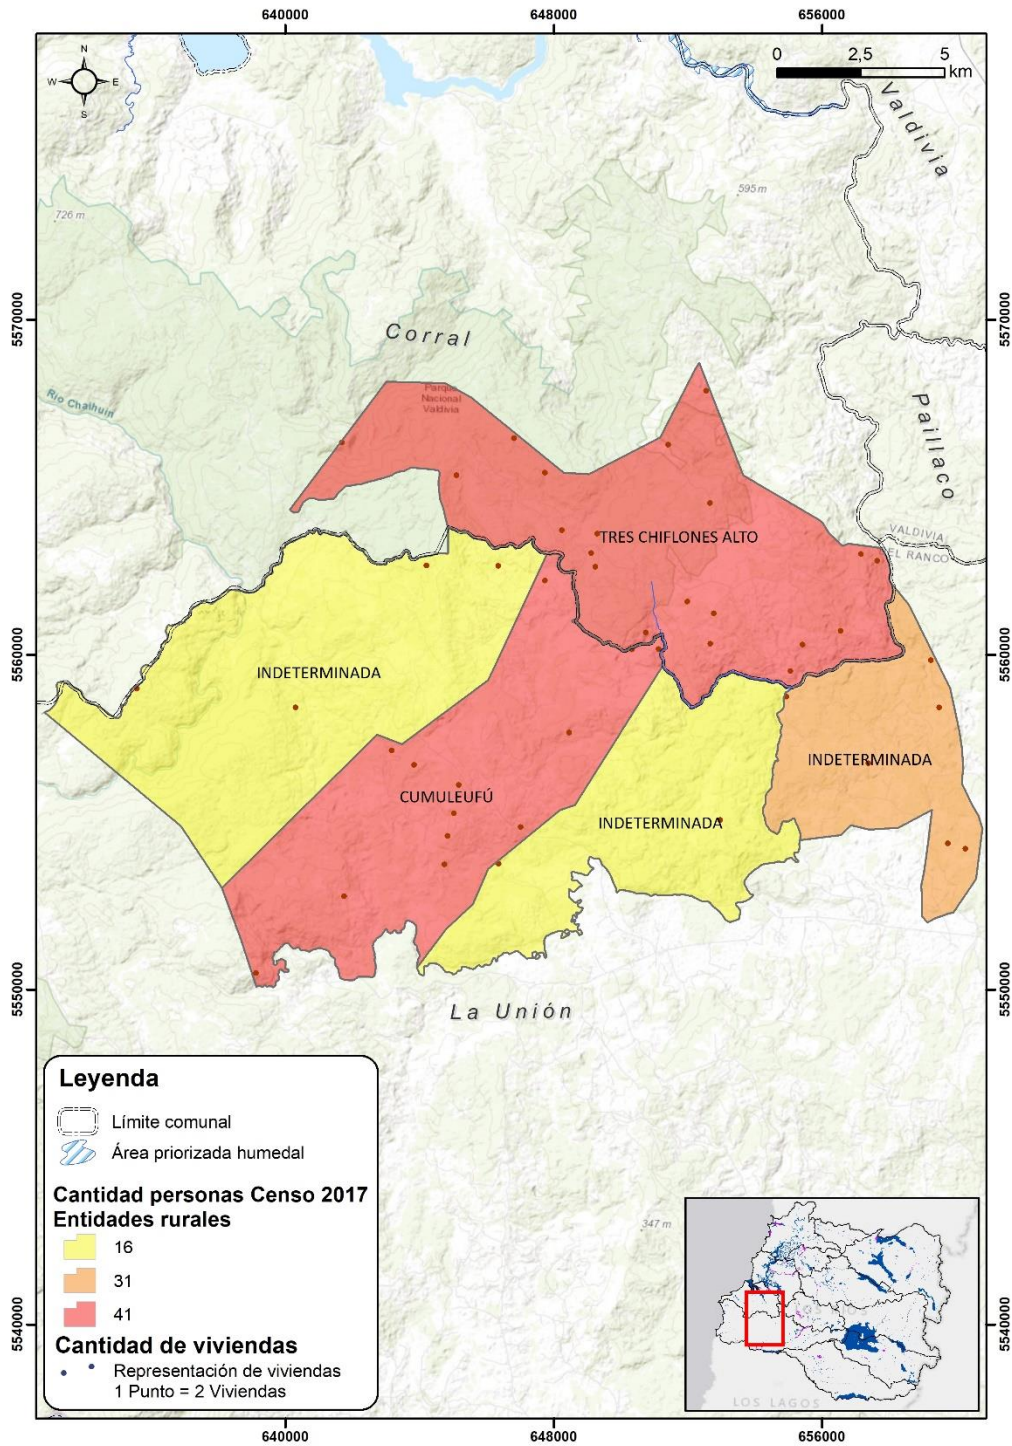 640000
648000
656000
N
W
E
S
0
2,5
5
km
Valdivia
726 m
595 m
5570000
5570000
Corral
Rio Chaihuin
Parque
Nacional
Valdivia
Paillaco
TRES CHIFLONES ALTO
VALDIVIA
EL RANCO
5560000
5560000
INDETERMINADA
INDETERMINADA
CUMULEUFÚ
INDETERMINADA
5550000
5550000
La Unión
Leyenda
Límite comunal
Área priorizada humedal
Cantidad personas Censo 2017
Entidades rurales
16
31
41
Cantidad de viviendas
Representación de viviendas
1 Punto = 2 Viviendas
347 m
LOS RIOS
LOS LAGOS
5540000
5540000
640000
648000
656000